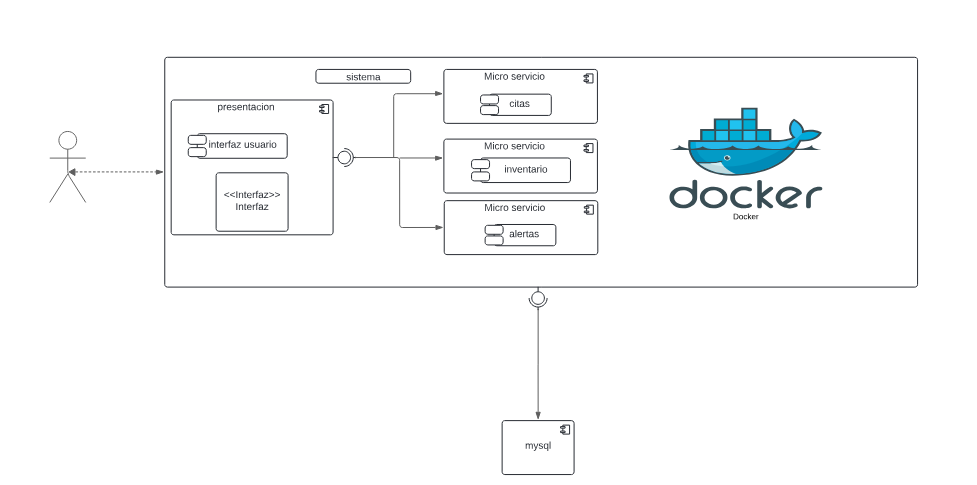 sistema
presentacion
interfaz usuario
<<Interfaz>>
Interfaz
Micro servicio
citas
Micro servicio
inventario
Micro servicio
alertas
docker
Docker
mysql